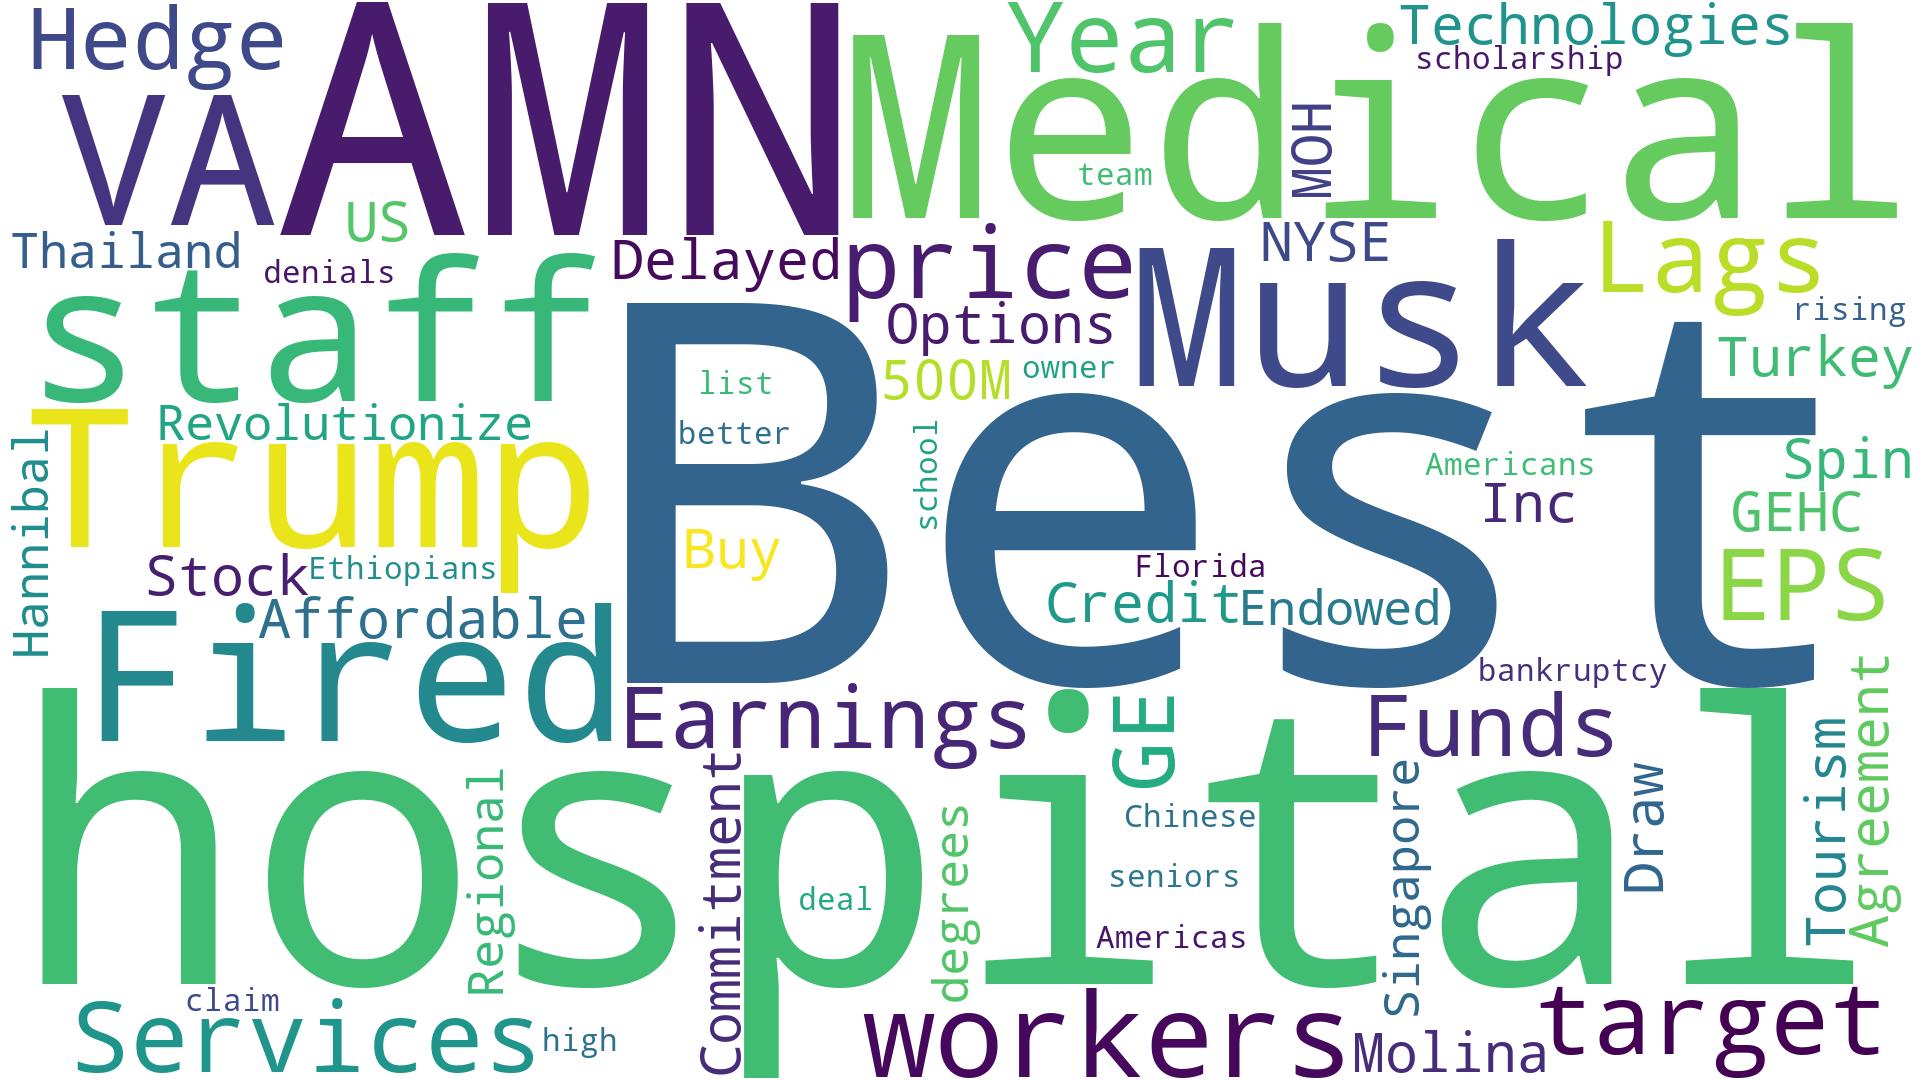 Hedge
AMN
Medical
Year
Technologies
scholarship
VA
MOH
team
US
Thailand
denials
Delayed
price
Musk
NYSE
Lags
staff
Options
rising
Best
list
500M
owner
Turkey
Trump
Revolutionize
better
school
Americans
Spin
Hannibal
Inc
GEHC
Buy
EPS
Stock
Ethiopians
Florida
Fired
Affordable
Credit
Endowed
bankruptcy
hospital
Earnings
GE
Funds
Tourism
Agreement
Regional
Commitment
degrees
Chinese
Singapore
Draw
seniors
deal
Americas
claim
Services
high
workers
Molina
target